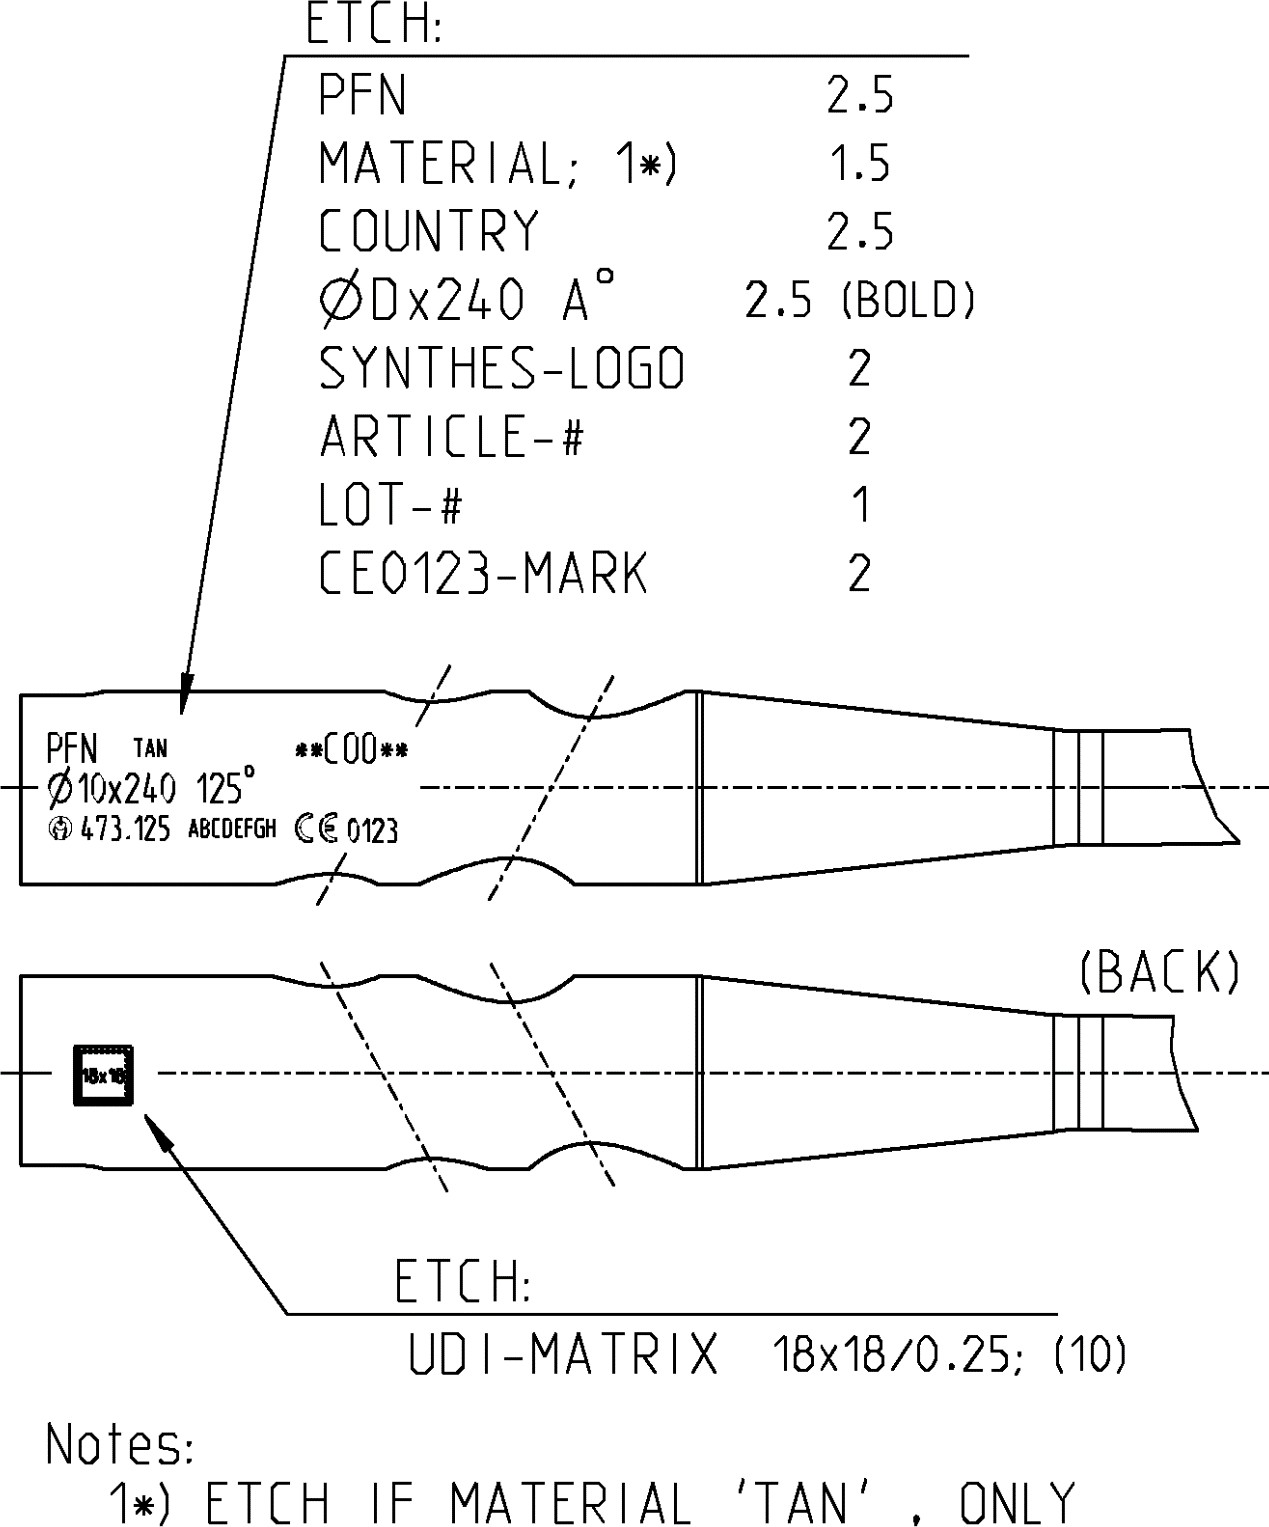 ETCH:
PFN 2.5
MATERIAL; 1*) 1.5
COUNTRY 2.5
ØDx240 A° 2.5 (BOLD)
SYNTHES-LOGO 2
ARTICLE-# 2
LOT-# 1
CE0123-MARK 2
PFN TAN **COO**
Ø10x240 125°
473.125 ABCDEFGH CE 0123
(BACK)
18x18
ETCH:
UDI-MATRIX 18x18/0.25; (10)
Notes:
1*) ETCH IF MATERIAL 'TAN' , ONLY